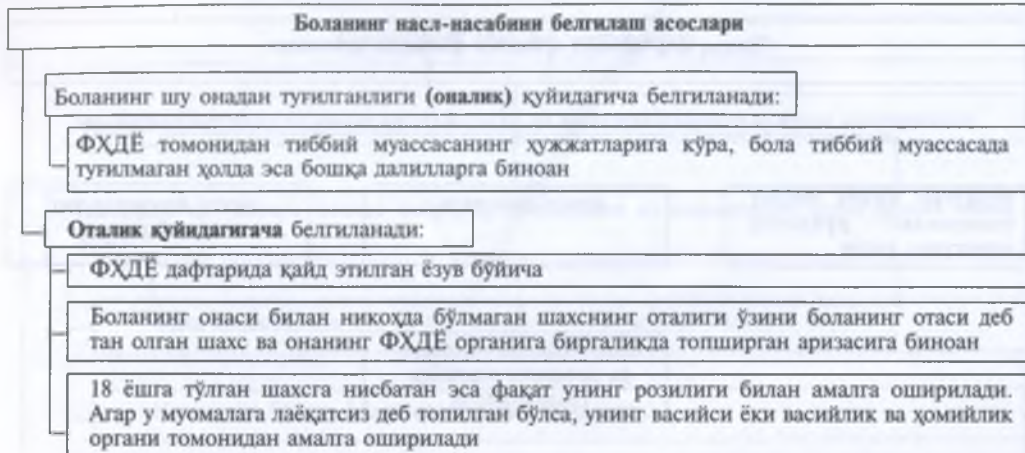 Боланинг насл-насабини белгилаш асослари
Боланинг шу онадан туғилганлиги (оналик) қуйидагича белгиланади:
ФҲДЁ томонидан тиббий муассасанинг ҳужжатларига кўра, бола тиббий муассасада
туғилмаган ҳолда эса бошқа далилларга биноан
Оталик қуйидагигача белгиланади:
ФҲДЁ дафтарида қайд этилган ёзув бўйича
Боланинг онаси билан никоҳда бўлмаган шахснинг оталиги ўзини боланинг отаси деб
тан олган шахс ва онанинг ФҲДЁ органига биргаликда топширган аризасига биноан
18 ёшга тўлган шахсга нисбатан эса фақат унинг розилиги билан амалга оширилади.
Агар у муомалага лаёқатсиз деб топилган бўлса, унинг васийси ёки васийлик ва ҳомийлик
органи томонидан амалга оширилади